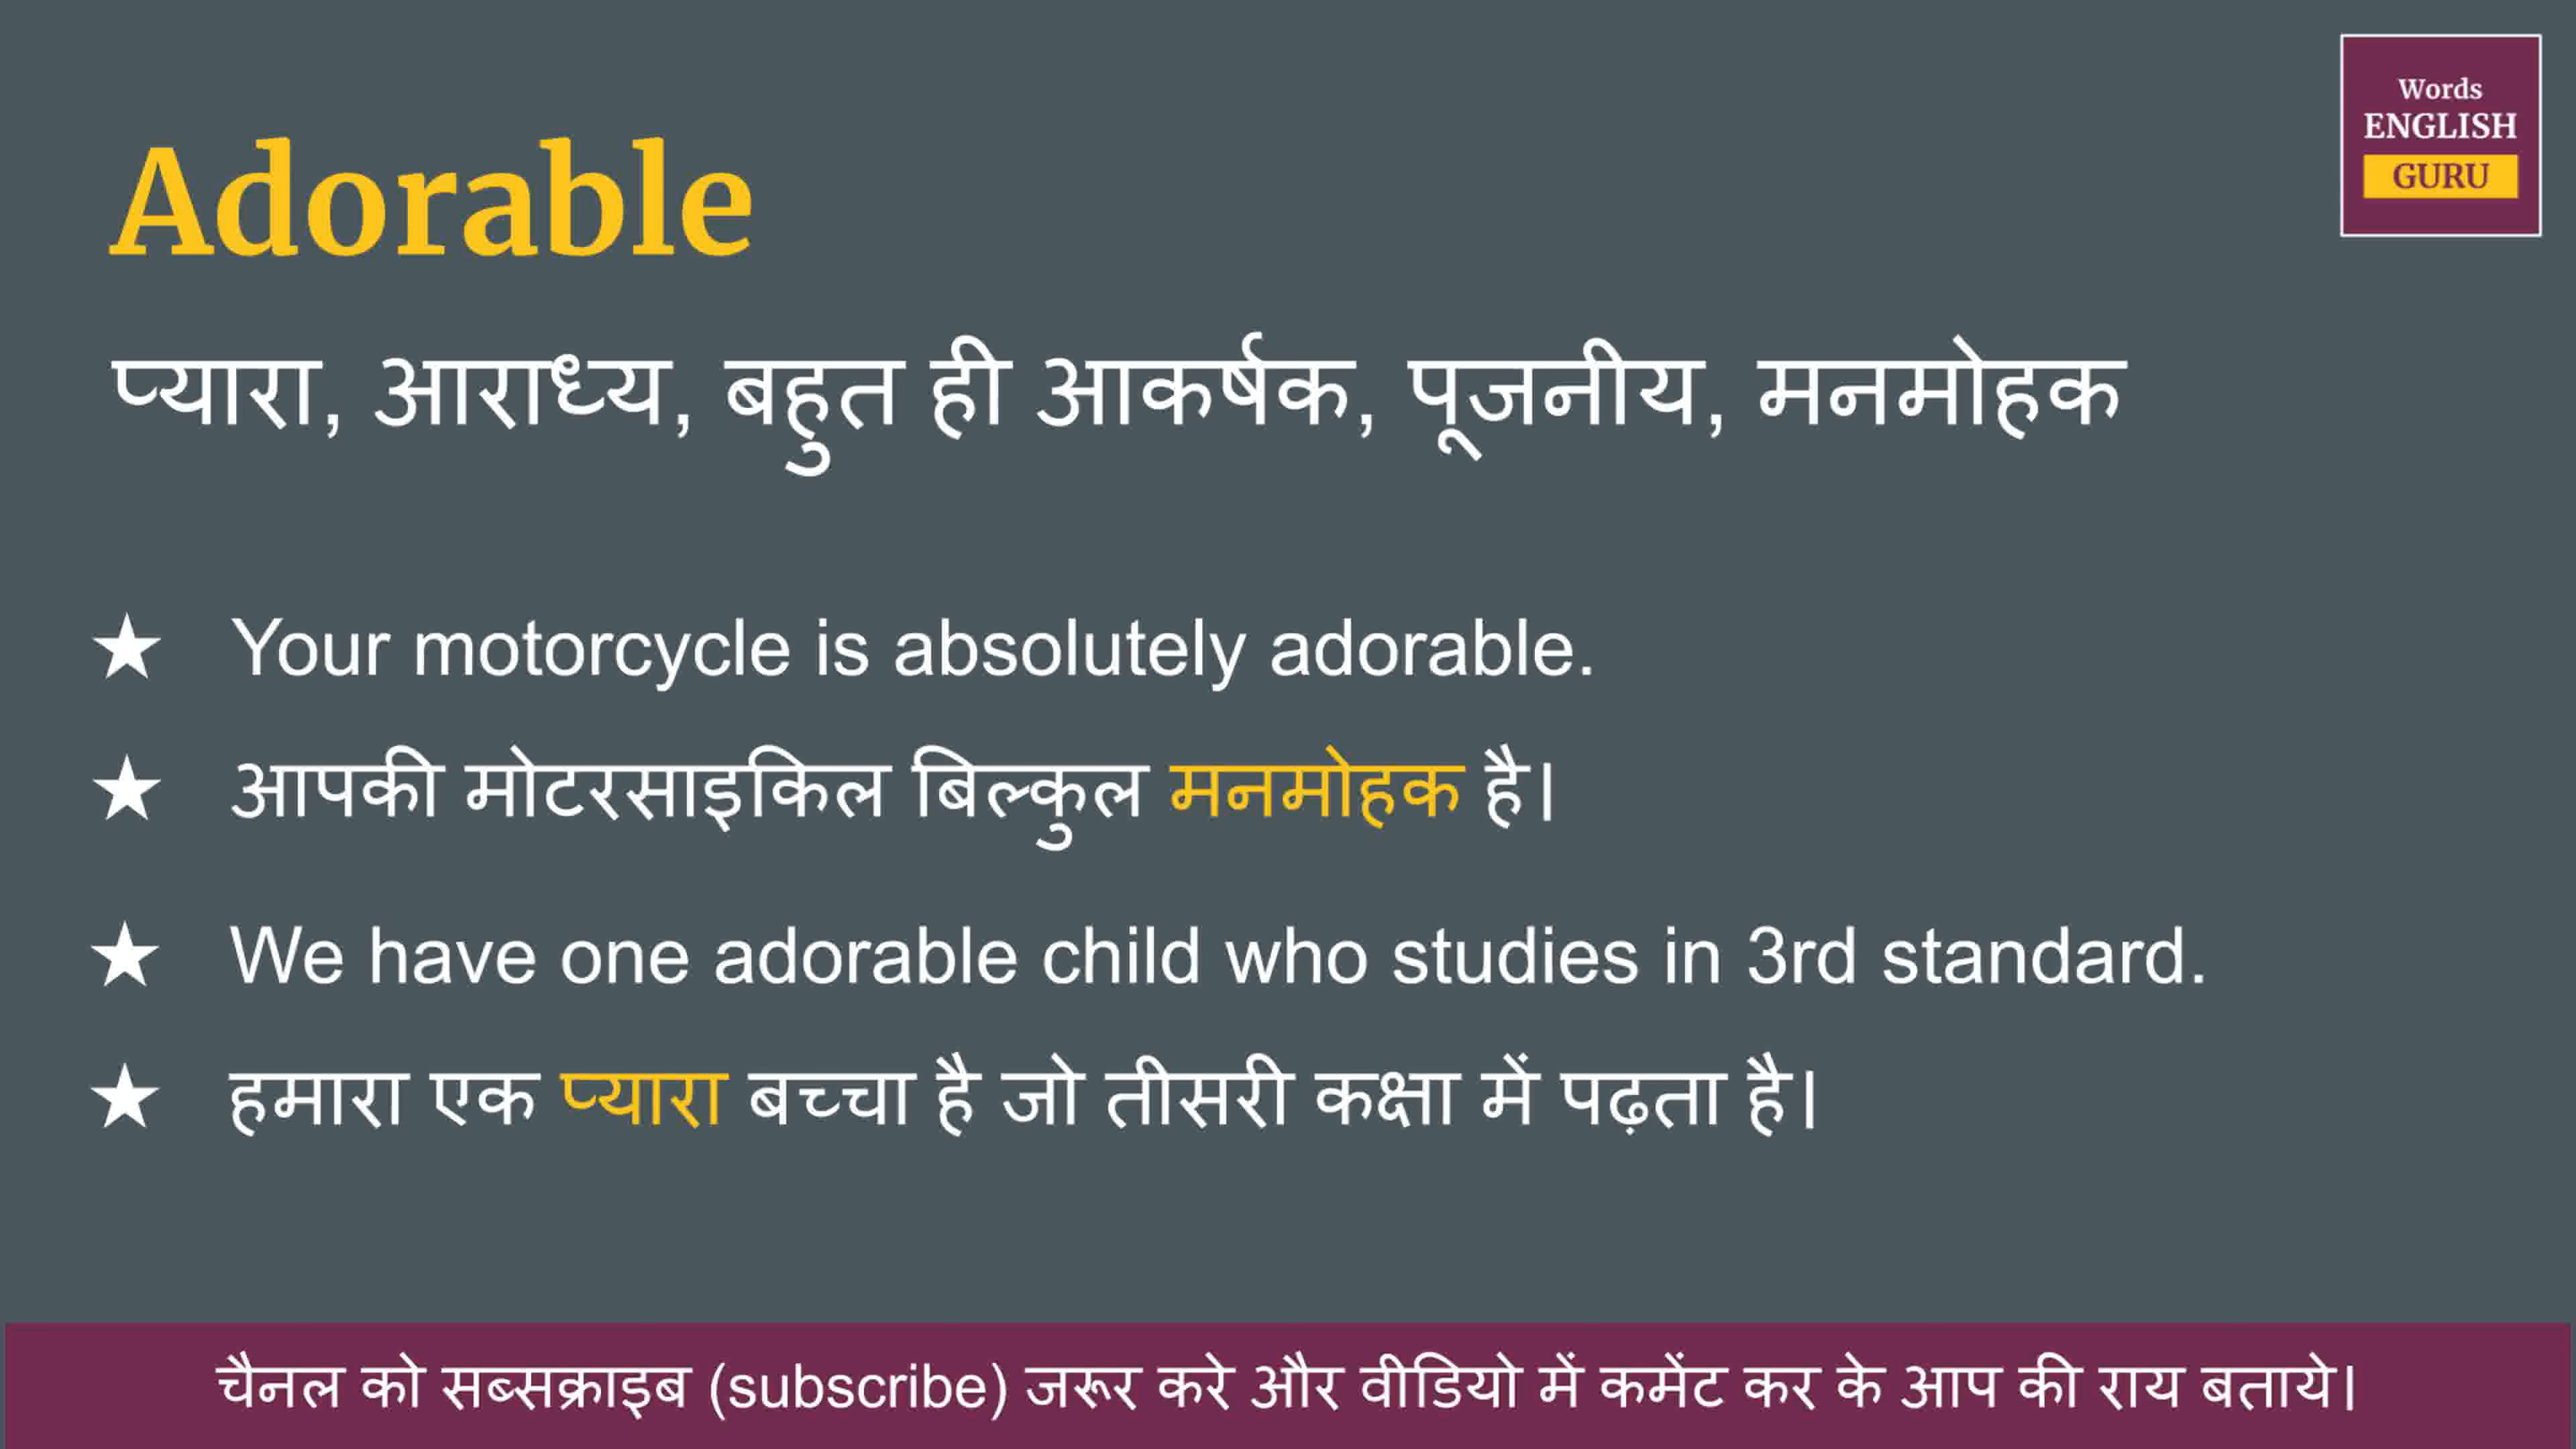 Words
ENGLISH
GURU
Adorable
प्यारा, आराध्य, बहुत ही आकर्षक, पूजनीय, मनमोहक
★ Your motorcycle is absolutely adorable.
★ आपकी मोटरसाइकिल बिल्कुल मनमोहक है।
★ We have one adorable child who studies in 3rd standard.
★ हमारा एक प्यारा बच्चा है जो तीसरी कक्षा में पढ़ता है।
चैनल को सब्सक्राइब (subscribe) जरूर करे और वीडियो में कमेंट कर के आप की राय बताये।